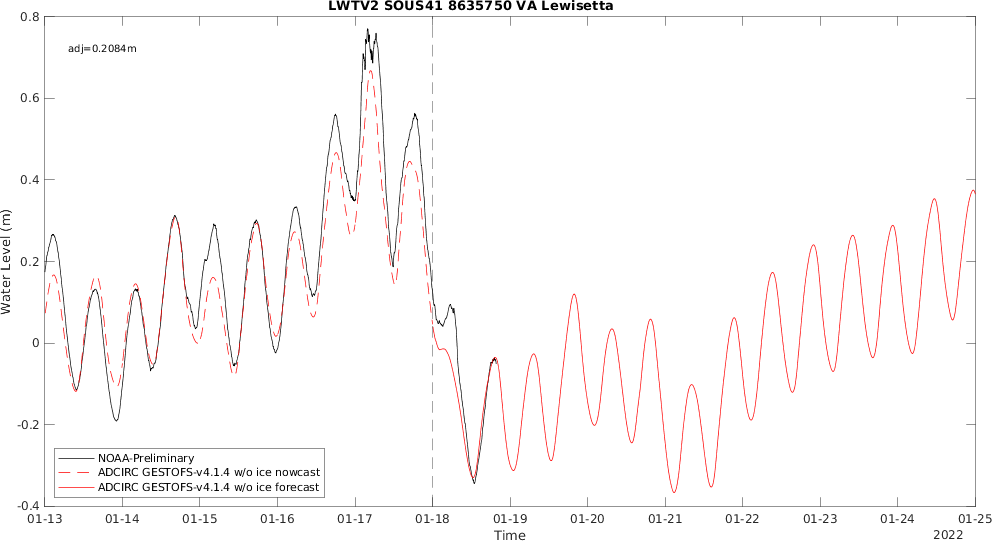 LWTV2 SOUS41 8635750 VA Lewisetta
adj=0.2084m
0.8
0.6
0.4
0.2
0
-0.2
-0.4
Water Level (m)
NOAA-Preliminary
ADCIRC GESTOFS-v4.1.4 w/o ice nowcast
ADCIRC GESTOFS-v4.1.4 w/o ice forecast
01-13 01-14 01-15 01-16 01-17 01-18 01-19 01-20 01-21 01-22 01-23 01-24 01-25
Time
2022